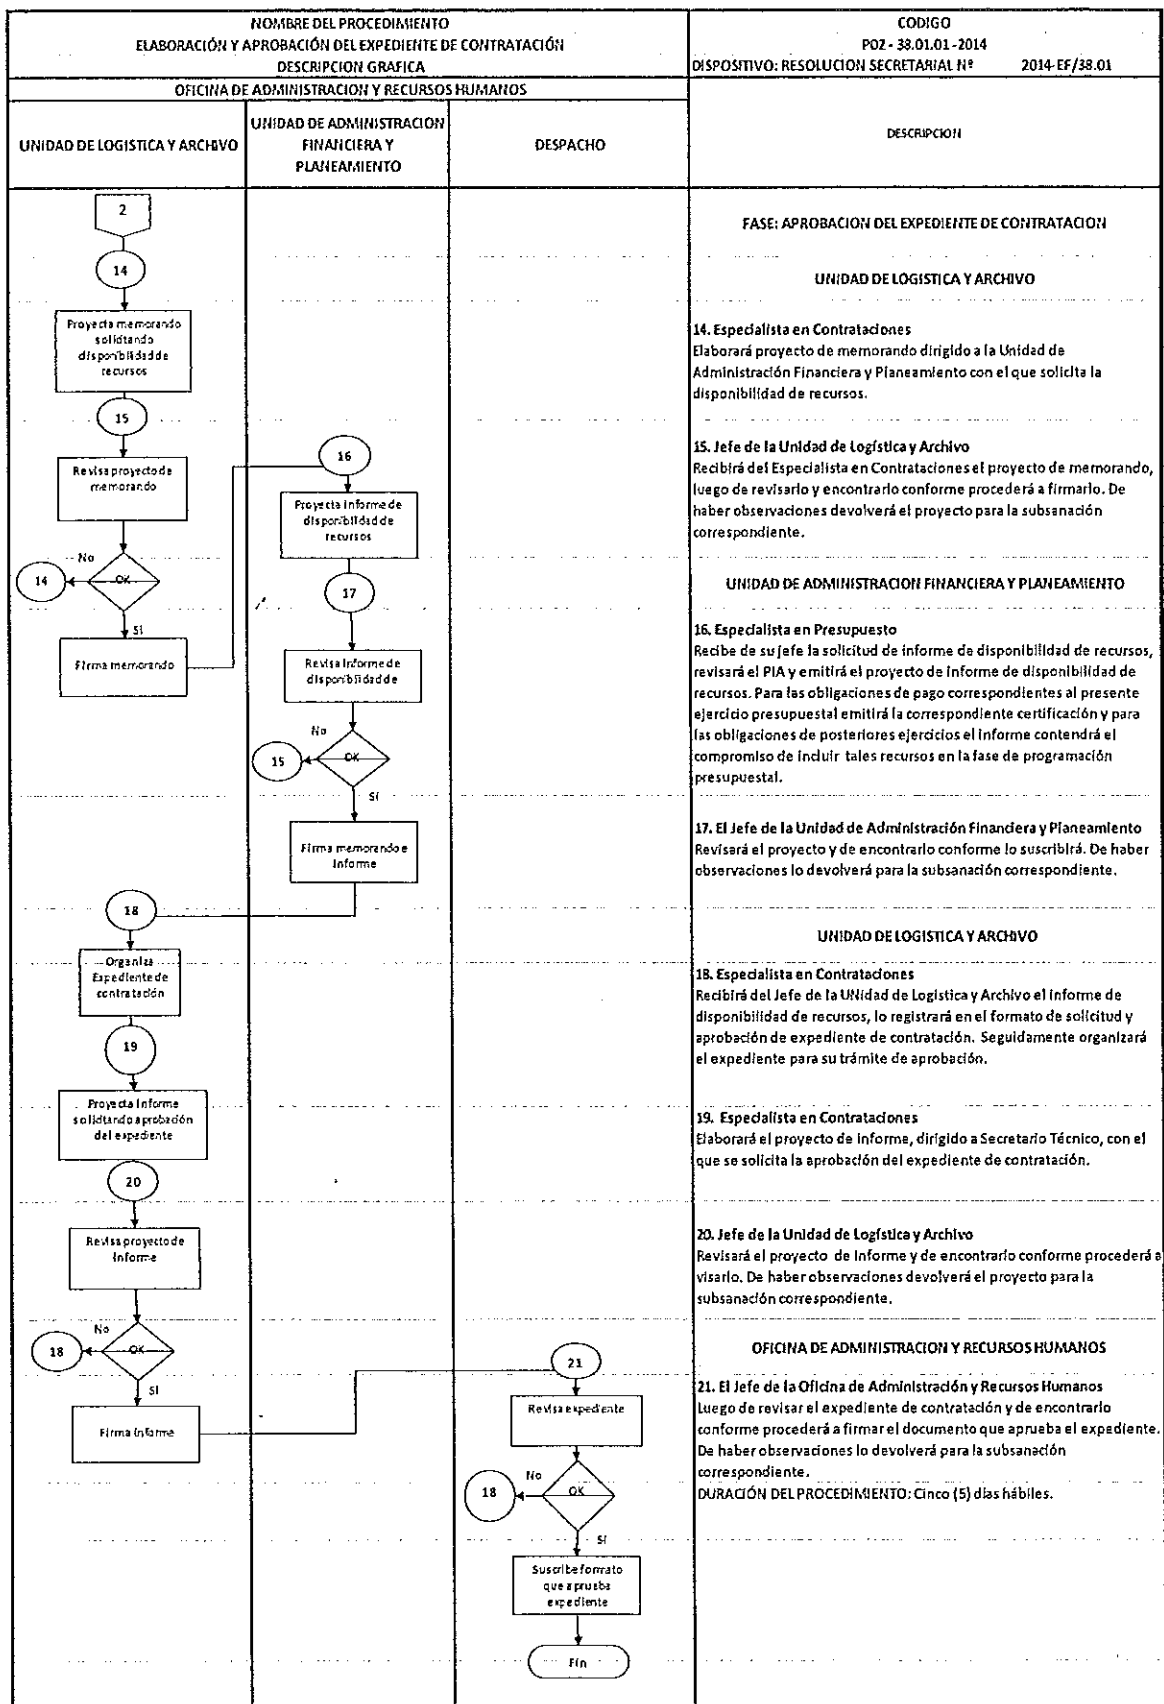 NOMBRE DEL PROCEDIMIENTO
ELABORACIÓN Y APROBACIÓN DEL EXPEDIENTE DE CONTRATACIÓN
DESCRIPCION GRAFICA
CODIGO
P02 - 38.01.01 -2014
DISPOSITIVO: RESOLUCION SECRETARIAL Nº 2014-EF/38.01
OFICINA DE ADMINISTRACION Y RECURSOS HUMANOS
UNIDAD DE LOGISTICA Y ARCHIVO
UNIDAD DE ADMINISTRACION
FINANCIERA Y
PLANEAMIENTO
DESPACHO
DESCRIPCION
2
14
Proyecta memorando
solicitando
disponibilidad de
recursos
15
Revisa proyecto de
memorando
No
14
OK
SI
Firma memorando
16
Proyecta informe de
disponibilidad de
recursos
17
Revisa informe de
disponibilidad de
No
15
OK
SI
Firma memorando e
informe
18
Organiza
Expediente de
contratación
19
Proyecta informe
solicitando aprobación
del expediente
20
Revisa proyecto de
informe
No
18
OK
SI
Firma informe
21
Revisa expediente
No
18
OK
SI
Suscribe formato
que aprueba
expediente
Fin
FASE: APROBACION DEL EXPEDIENTE DE CONTRATACION
UNIDAD DE LOGISTICA Y ARCHIVO
14. Especialista en Contrataciones
Elaborará proyecto de memorando dirigido a la Unidad de
Administración Financiera y Planeamiento con el que solicita la
disponibilidad de recursos.
15. Jefe de la Unidad de Logística y Archivo
Recibirá del Especialista en Contrataciones el proyecto de memorando,
luego de revisarlo y encontrarlo conforme procederá a firmarlo. De
haber observaciones devolverá el proyecto para la subsanación
correspondiente.
UNIDAD DE ADMINISTRACION FINANCIERA Y PLANEAMIENTO
16. Especialista en Presupuesto
Recibe de su jefe la solicitud de informe de disponibilidad de recursos,
revisará el PIA y emitirá el proyecto de informe de disponibilidad de
recursos. Para las obligaciones de pago correspondientes al presente
ejercicio presupuestal emitirá la correspondiente certificación y para
las obligaciones de posteriores ejercicios el informe contendrá el
compromiso de incluir tales recursos en la fase de programación
presupuestal.
17. El Jefe de la Unidad de Administración Financiera y Planeamiento
Revisará el proyecto y de encontrarlo conforme lo suscribirá. De haber
observaciones lo devolverá para la subsanación correspondiente.
UNIDAD DE LOGISTICA Y ARCHIVO
18. Especialista en Contrataciones
Recibirá del Jefe de la UNidad de Logistica y Archivo el informe de
disponibilidad de recursos, lo registrará en el formato de solicitud y
aprobación de expediente de contratación. Seguidamente organizará
el expediente para su trámite de aprobación.
19. Especialista en Contrataciones
Elaborará el proyecto de informe, dirigido a Secretario Técnico, con el
que se solicita la aprobación del expediente de contratación.
20. Jefe de la Unidad de Logística y Archivo
Revisará el proyecto de informe y de encontrarlo conforme procederá a
visarlo. De haber observaciones devolverá el proyecto para la
subsanación correspondiente.
OFICINA DE ADMINISTRACION Y RECURSOS HUMANOS
21. El Jefe de la Oficina de Administración y Recursos Humanos
Luego de revisar el expediente de contratación y de encontrarlo
conforme procederá a firmar el documento que aprueba el expediente.
De haber observaciones lo devolverá para la subsanación
correspondiente.
DURACIÓN DEL PROCEDIMIENTO: Cinco (5) días hábiles.